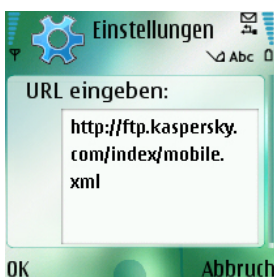 Einstellungen
Abc
URL eingeben:
http://ftp.kaspersky.
com/index/mobile.
xml
OK Abbruch